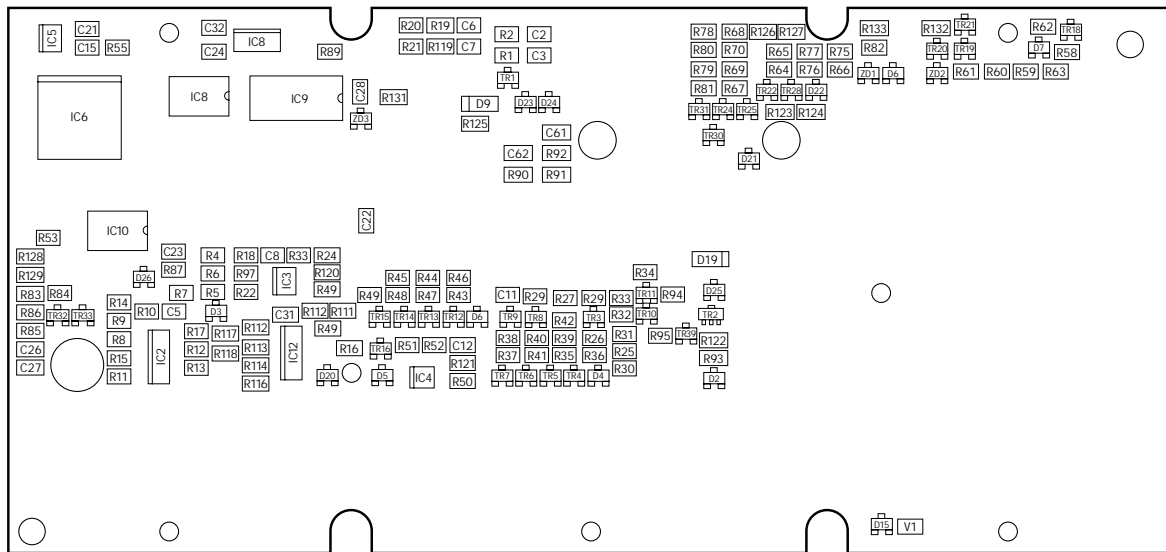 IC5 C21 C32 IC8 R20 R19 C6 R2 C2 R78 R68 R126 R127 R133 R132 TR21 R62 TR18
C15 R55 C24 R89 R21 R119 C7 R1 C3 R80 R70 R65 R77 R75 R82 TR20 TR19 D7 R58
TR1 R79 R69 R64 R76 R66 ZD1 D6 ZD2 R61 R60 R59 R63
IC6 IC8 IC9 C28 R131 D9 D23 D24 R81 R67 TR22 TR28 D22
ZD3 R125 TR31 TR24 TR25 R123 R124
C61 TR30
C62 R92 D21
R90 R91
IC10 C22
R53
R128 C23 R4 R18 C8 R33 R24 D19
R129 D26 R87 R6 R97 IC3 R120 R45 R44 R46 R34
R83 R84 R7 R5 R22 R49 R49 R48 R47 R43 C11 R29 R27 R29 R33 TR11 R94 D25
R86 TR32 TR33 R14 R10 C5 D3 C31 R112 R111 TR15 TR14 TR13 TR12 D6 TR9 TR8 R42 TR3 R32 TR10 TR2
R85 R9 R17 R117 R112 R49 R38 R40 R39 R26 R31 R95 TR39 R122
C26 R8 IC2 R12 R118 R113 IC12 R16 TR16 R51 R52 C12 R37 R41 R35 R36 R25 R93
C27 R15 R13 R114 R121 R30
R11 R116 D20 D5 IC4 R50 TR7 TR6 TR5 TR4 D4 D2
D15 V1